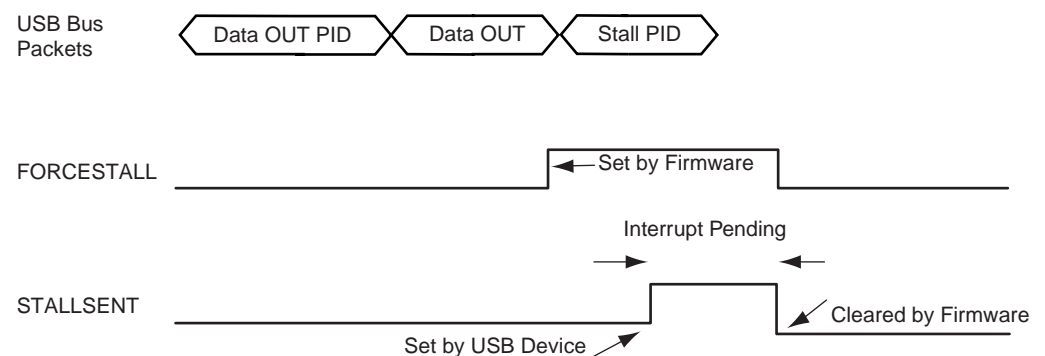 USB Bus
Packets
Data OUT PID
Data OUT
Stall PID
FORCESTALL
Set by Firmware
Interrupt Pending
STALLSENT
Cleared by Firmware
Set by USB Device